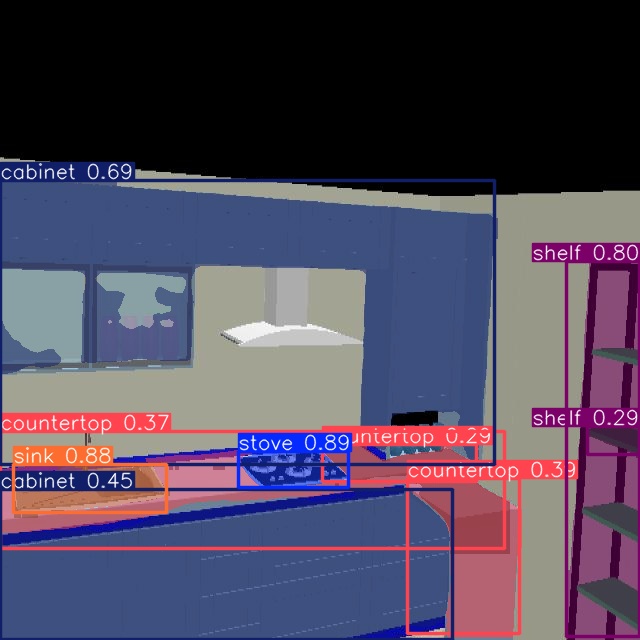 cabinet 0.69
shelf 0.80
countertop 0.37
shelf 0.29
stove 0.89
untertop 0.29
sink 0.88
countertop 0.39
cabinet 0.45